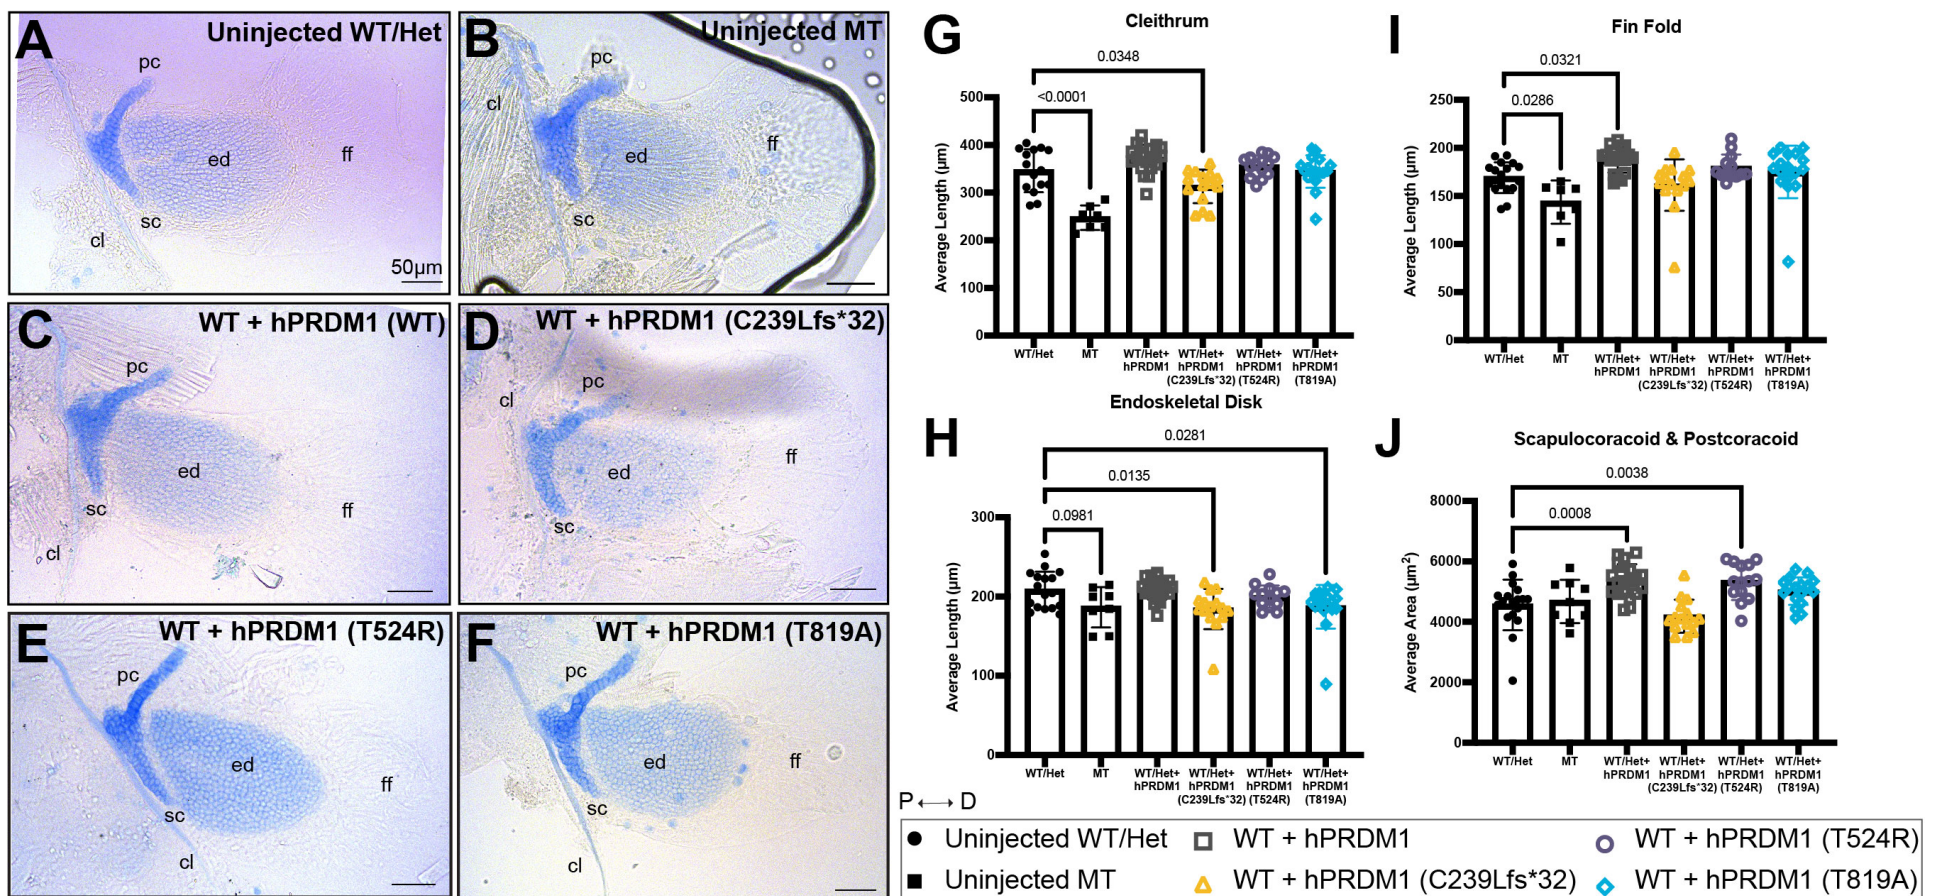 A
Uninjected WT/Het
pc
ed
ff
sc
cl
50µm
B
Uninjected MT
pc
cl
ed
ff
sc
C
WT + hPRDM1 (WT)
pc
ed
sc
ff
cl
D
WT + hPRDM1 (C239Lfs*32)
pc
cl
ed
ff
sc
E
WT + hPRDM1 (T524R)
pc
ed
ff
sc
cl
F
WT + hPRDM1 (T819A)
pc
ed
ff
sc
cl
G
Cleithrum
0.0348
<0.0001
Average Length (µm)
500
400
300
200
100
0
WT/Het
MT
WT/Het+
hPRDM1
WT/Het+
hPRDM1
(C239Lfs*32)
WT/Het+
hPRDM1
(T524R)
WT/Het+
hPRDM1
(T819A)
H
Endoskeletal Disk
0.0281
0.0135
0.0981
Average Length (µm)
300
200
100
0
WT/Het
MT
WT/Het+
hPRDM1
WT/Het+
hPRDM1
(C239Lfs*32)
WT/Het+
hPRDM1
(T524R)
WT/Het+
hPRDM1
(T819A)
I
Fin Fold
0.0321
0.0286
Average Length (µm)
250
200
150
100
50
0
WT/Het
MT
WT/Het+
hPRDM1
WT/Het+
hPRDM1
(C239Lfs*32)
WT/Het+
hPRDM1
(T524R)
WT/Het+
hPRDM1
(T819A)
J
Scapulocoracoid & Postcoracoid
0.0038
0.0008
Average Area (µm²)
8000
6000
4000
2000
0
WT/Het
MT
WT/Het+
hPRDM1
WT/Het+
hPRDM1
(C239Lfs*32)
WT/Het+
hPRDM1
(T524R)
WT/Het+
hPRDM1
(T819A)
P ⟷ D
Uninjected WT/Het
WT + hPRDM1
WT + hPRDM1 (T524R)
Uninjected MT
WT + hPRDM1 (C239Lfs*32)
WT + hPRDM1 (T819A)